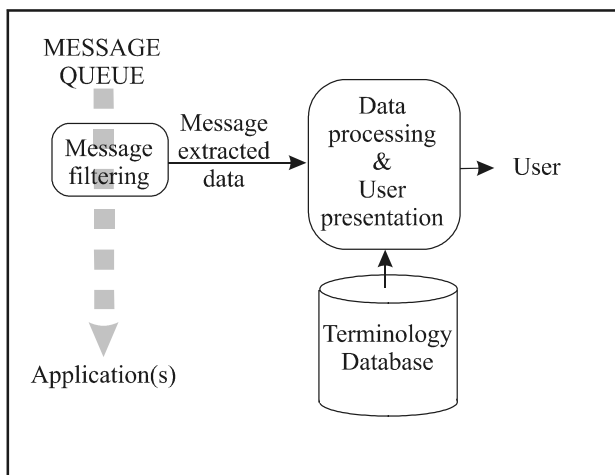 MESSAGE
QUEUE
Message
filtering
Message
extracted
data
Data
processing
&
User
presentation
User
Terminology
Database
Application(s)